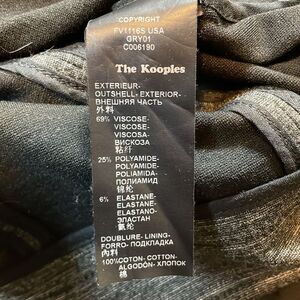 COPYRIGHT
FV1116S USA
GRY01
C006190
The Kooples
EXTERIEUR-
OUTSHELL-EXTERIOR-
ВНЕШНЯЯ ЧАСТЬ
外料
69% VISCOSE-
VISCOSE-
VISCOSA-
ВИСКОЗА
粘纤
25% POLYAMIDE-
POLYAMIDE-
POLIAMIDA-
ПОЛИАМИД
锦纶
6% ELASTANE-
ELASTANE-
ELASTANO-
ЭЛАСТАН
氨纶
DOUBLURE-LINING-
FORRO-ПОДКЛАДКА
内料
100%COTON-COTTON-
ALGODÓN-ХЛОПОК
棉